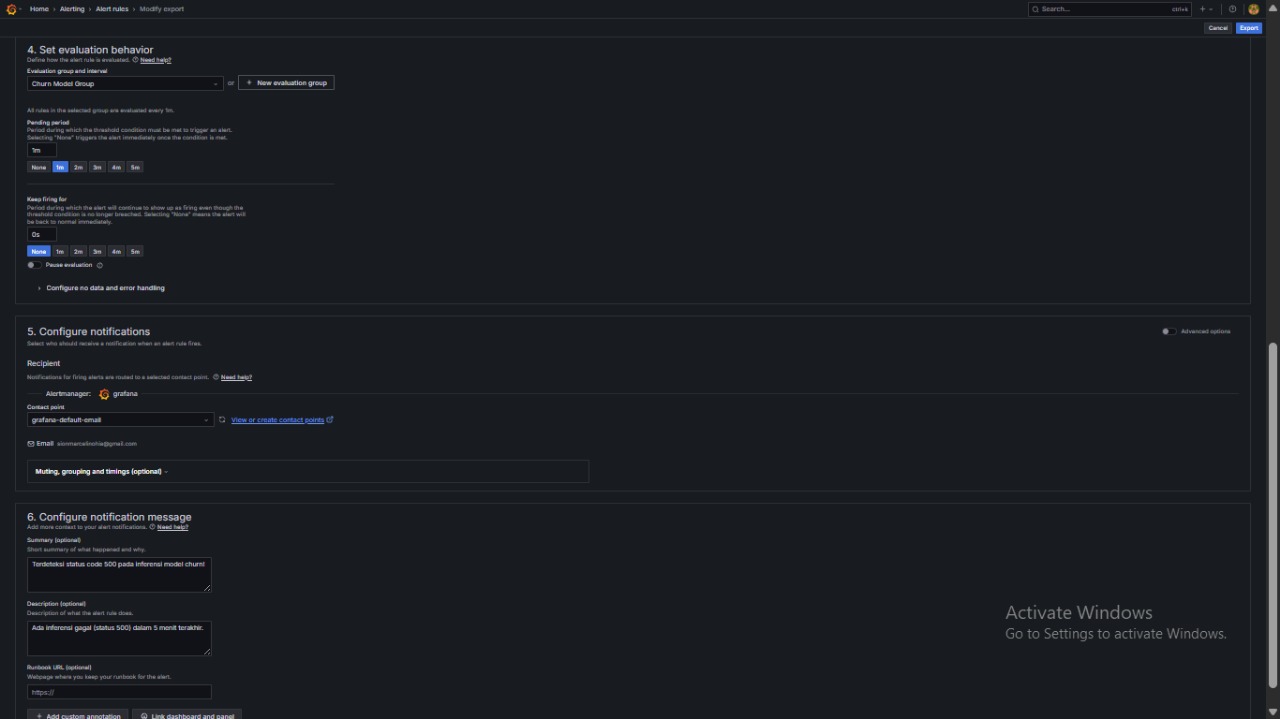 Home › Alerting › Alert rules › Modify export
Search... ctrl+k
Cancel Export
4. Set evaluation behavior
Define how the alert rule is evaluated. Need help?
Evaluation group and interval
Churn Model Group or + New evaluation group
All rules in the selected group are evaluated every 1m.
Pending period
Period during which the threshold condition must be met to trigger an alert.
Selecting "None" triggers the alert immediately once the condition is met.
1m
None 1m 2m 3m 4m 5m
Keep firing for
Period during which the alert will continue to show up as firing even though the
threshold condition is no longer breached. Selecting "None" means the alert will
be back to normal immediately.
0s
None 1m 2m 3m 4m 5m
Pause evaluation
Configure no data and error handling
5. Configure notifications
Advanced options
Select who should receive a notification when an alert rule fires.
Recipient
Notifications for firing alerts are routed to a selected contact point. Need help?
Alertmanager: grafana
Contact point
grafana-default-email View or create contact points
Email sionmarcelinohia@gmail.com
Muting, grouping and timings (optional)
6. Configure notification message
Add more context to your alert notifications. Need help?
Summary (optional)
Short summary of what happened and why.
Terdeteksi status code 500 pada inferensi model churn!
Description (optional)
Description of what the alert rule does.
Ada inferensi gagal (status 500) dalam 5 menit terakhir.
Runbook URL (optional)
Webpage where you keep your runbook for the alert.
https://
+ Add custom annotation Link dashboard and panel
Activate Windows
Go to Settings to activate Windows.